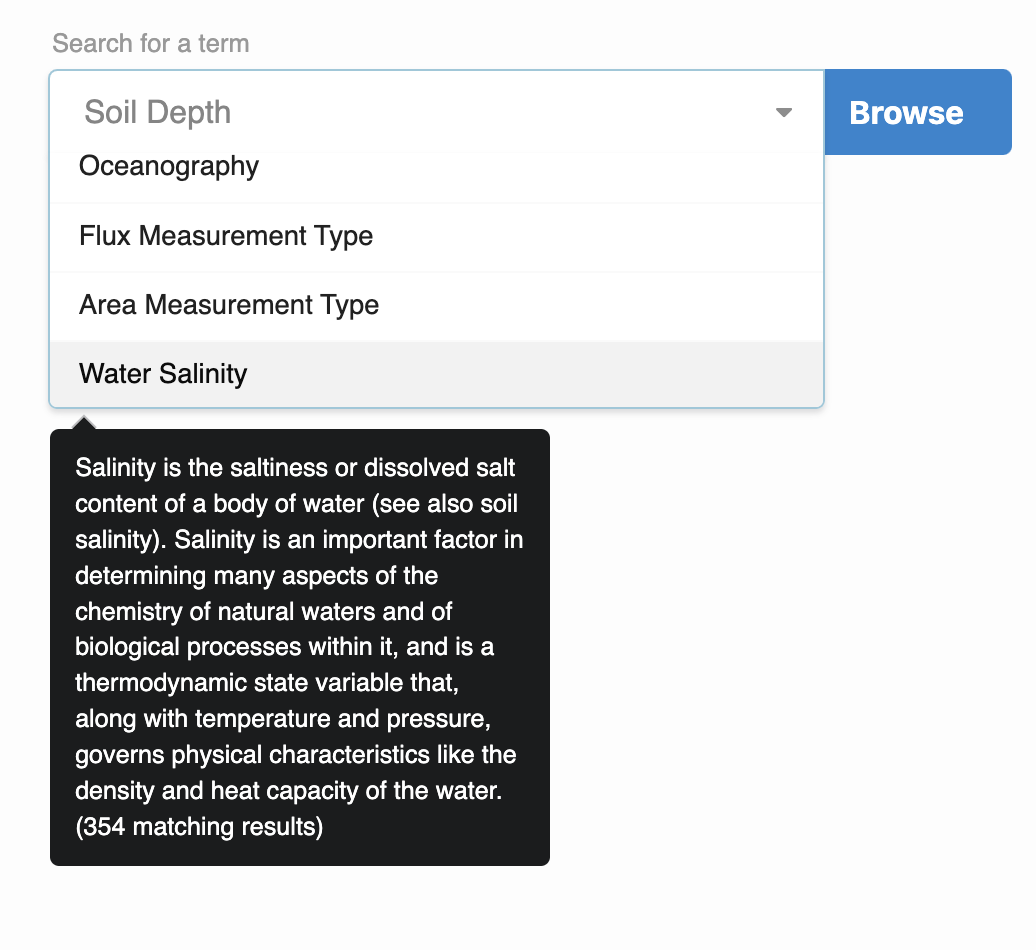 Search for a term
Soil Depth
Browse
Oceanography
Flux Measurement Type
Area Measurement Type
Water Salinity
Salinity is the saltiness or dissolved salt
content of a body of water (see also soil
salinity). Salinity is an important factor in
determining many aspects of the
chemistry of natural waters and of
biological processes within it, and is a
thermodynamic state variable that,
along with temperature and pressure,
governs physical characteristics like the
density and heat capacity of the water.
(354 matching results)